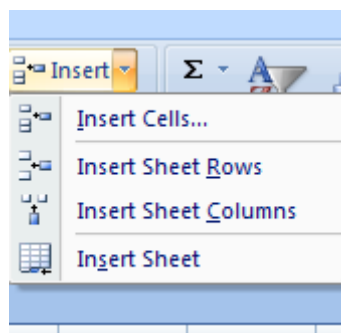 Insert Σ A
Insert Cells...
Insert Sheet Rows
Insert Sheet Columns
Insert Sheet